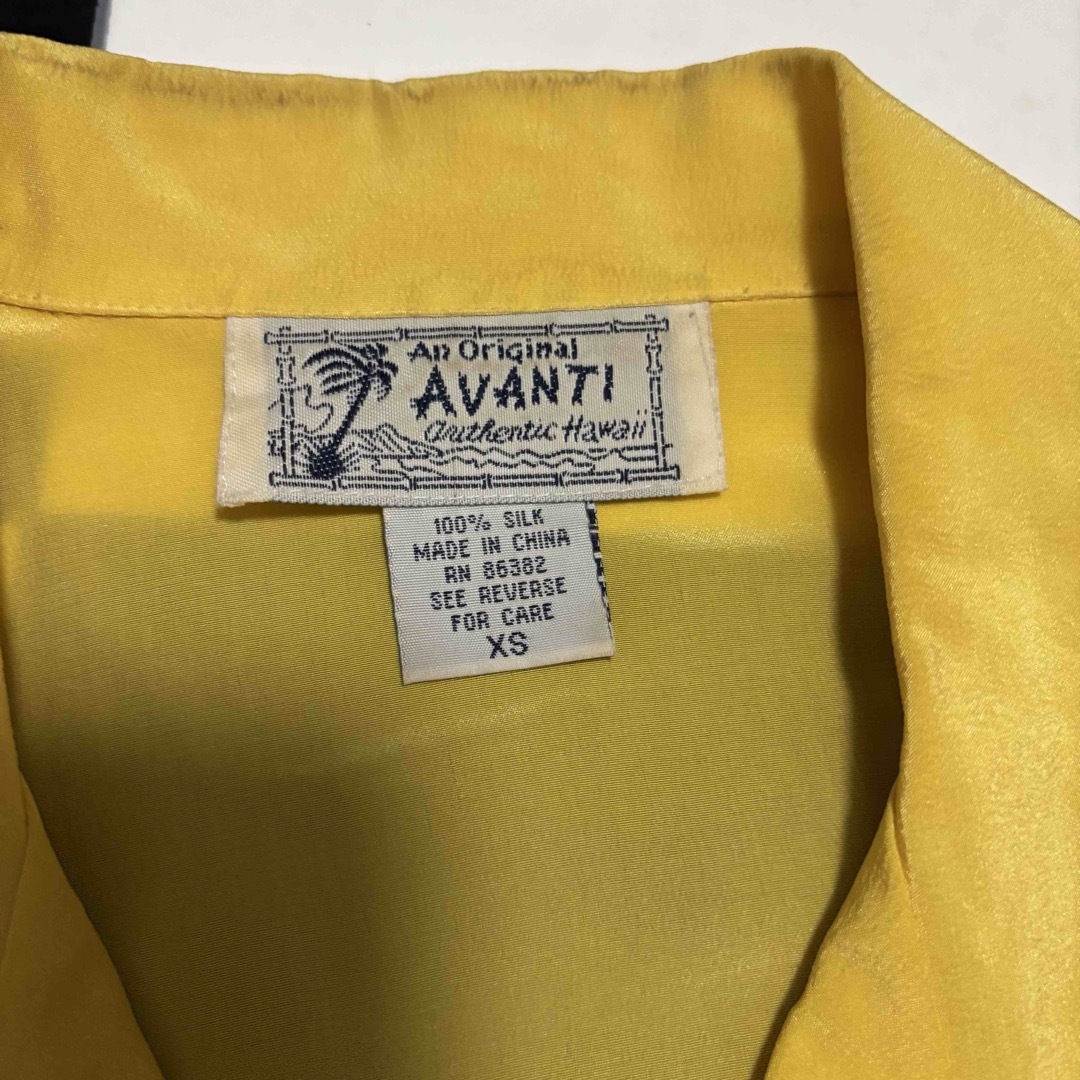 An Original
AVANTI
authentic Hawaii
100% SILK
MADE IN CHINA
RN 86382
SEE REVERSE
FOR CARE
XS